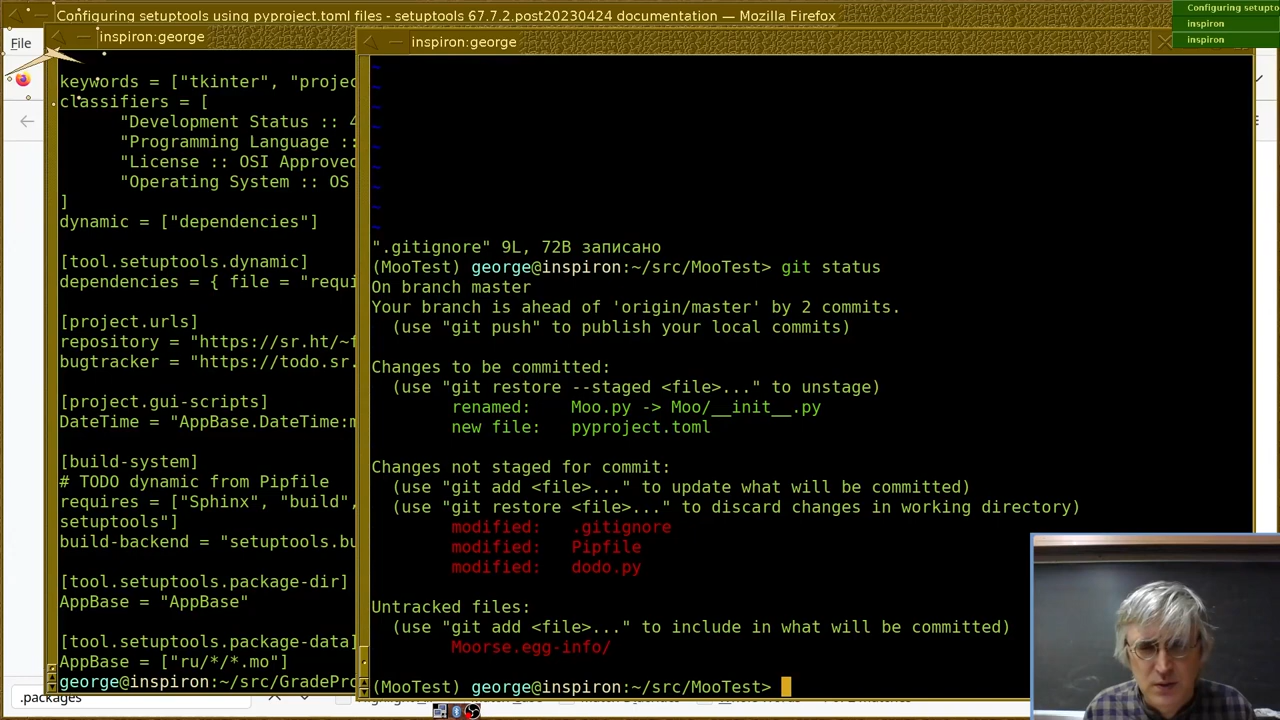 Configuring setuptools using pyproject.toml files - setuptools 67.7.2.post20230424 documentation — Mozilla Firefox
Configuring setupto
inspiron
inspiron
File
inspiron:george
keywords = ["tkinter", "projec
classifiers = [
"Development Status :: 4
"Programming Language ::
"License :: OSI Approved
"Operating System :: OS
]
dynamic = ["dependencies"]
[tool.setuptools.dynamic]
dependencies = { file = "requi
[project.urls]
repository = "https://sr.ht/~f
bugtracker = "https://todo.sr.
[project.gui-scripts]
DateTime = "AppBase.DateTime:m
[build-system]
# TODO dynamic from Pipfile
requires = ["Sphinx", "build",
setuptools"]
build-backend = "setuptools.bu
[tool.setuptools.package-dir]
AppBase = "AppBase"
[tool.setuptools.package-data]
AppBase = ["ru/*/*.mo"]
george@inspiron:~/src/GradePro
.packages
inspiron:george
~
~
~
~
~
~
~
~
~
".gitignore" 9L, 72B записано
(MooTest) george@inspiron:~/src/MooTest> git status
On branch master
Your branch is ahead of 'origin/master' by 2 commits.
(use "git push" to publish your local commits)
Changes to be committed:
(use "git restore --staged <file>..." to unstage)
renamed: Moo.py -> Moo/__init__.py
new file: pyproject.toml
Changes not staged for commit:
(use "git add <file>..." to update what will be committed)
(use "git restore <file>..." to discard changes in working directory)
modified: .gitignore
modified: Pipfile
modified: dodo.py
Untracked files:
(use "git add <file>..." to include in what will be committed)
Moorse.egg-info/
(MooTest) george@inspiron:~/src/MooTest>